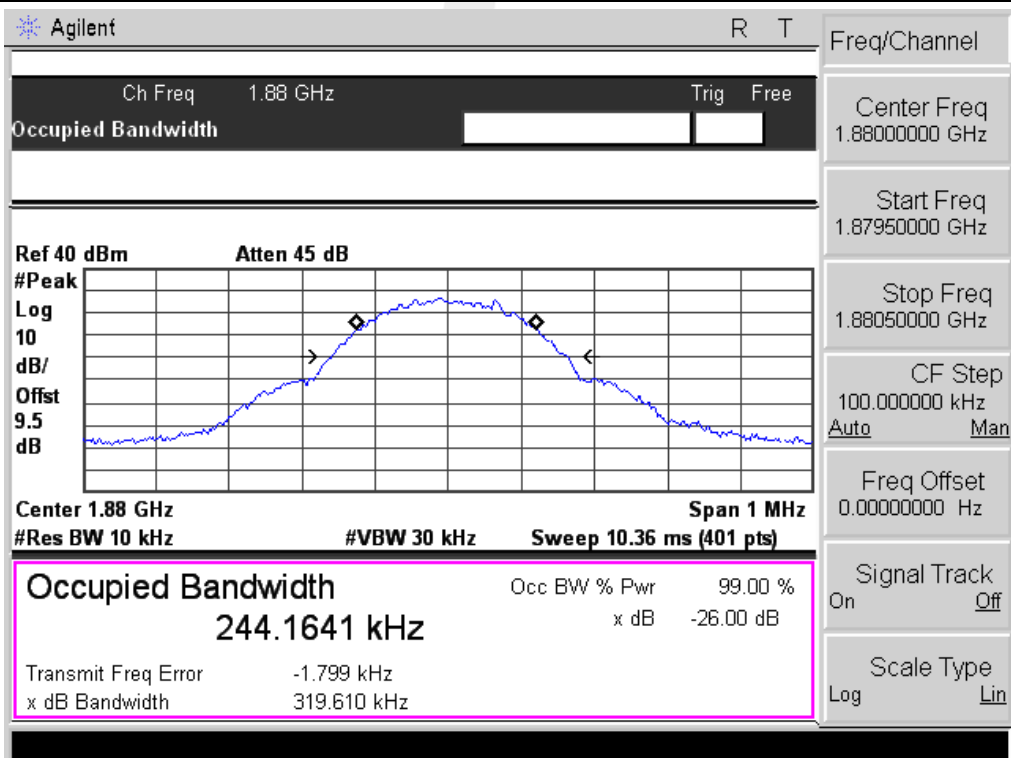 Agilent R T
Freq/Channel
Ch Freq 1.88 GHz Trig Free
Occupied Bandwidth
Center Freq
1.88000000 GHz
Start Freq
1.87950000 GHz
Stop Freq
1.88050000 GHz
CF Step
100.000000 kHz
Auto Man
Freq Offset
0.00000000 Hz
Signal Track
On Off
Scale Type
Log Lin
Ref 40 dBm Atten 45 dB
#Peak
Log
10
dB/
Offst
9.5
dB
Center 1.88 GHz Span 1 MHz
#Res BW 10 kHz #VBW 30 kHz Sweep 10.36 ms (401 pts)
Occupied Bandwidth
244.1641 kHz
Occ BW % Pwr 99.00 %
x dB -26.00 dB
Transmit Freq Error -1.799 kHz
x dB Bandwidth 319.610 kHz